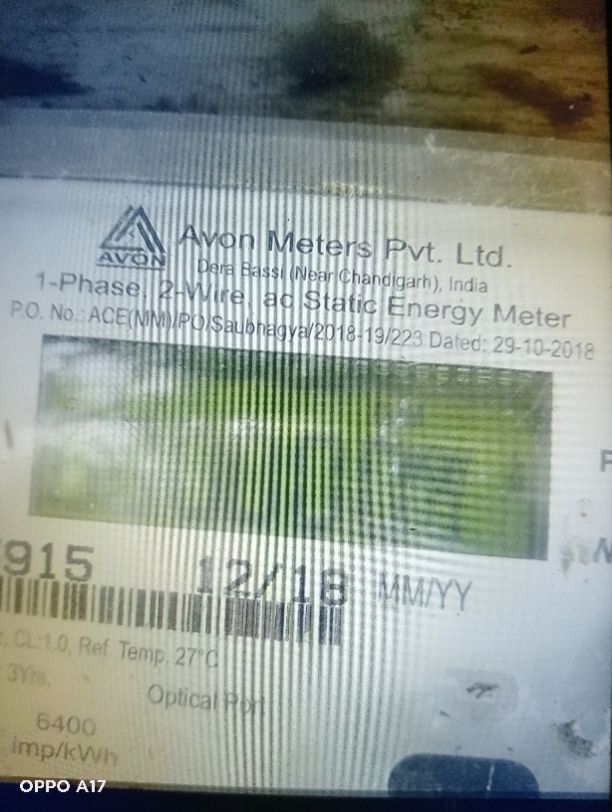 AVON
Avon Meters Pvt. Ltd.
Dera Bassi (Near Chandigarh), India
1-Phase, 2-Wire, ac Static Energy Meter
P.O. No.: ACE(MM)/PO/Saubhagya/2018-19/223 Dated: 29-10-2018
915 12/18 MM/YY
CL:1.0, Ref Temp. 27°C
3Yrs.
Optical Port
6400
imp/kWh
OPPO A17